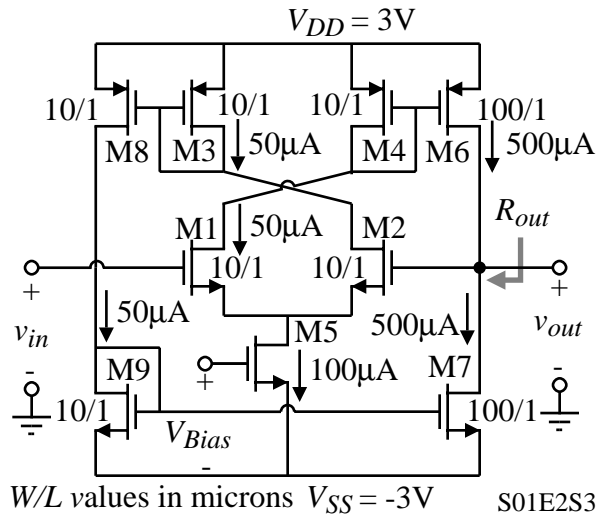 V_DD = 3V
10/1 10/1 10/1 100/1
M8 M3 M4 M6
50µA 500µA
M1 50µA M2 R_out
10/1 10/1
+ +
v_in 50µA M5 500µA v_out
- + 100µA -
M9 M7
10/1 V_Bias 100/1
-
W/L values in microns V_SS = -3V S01E2S3